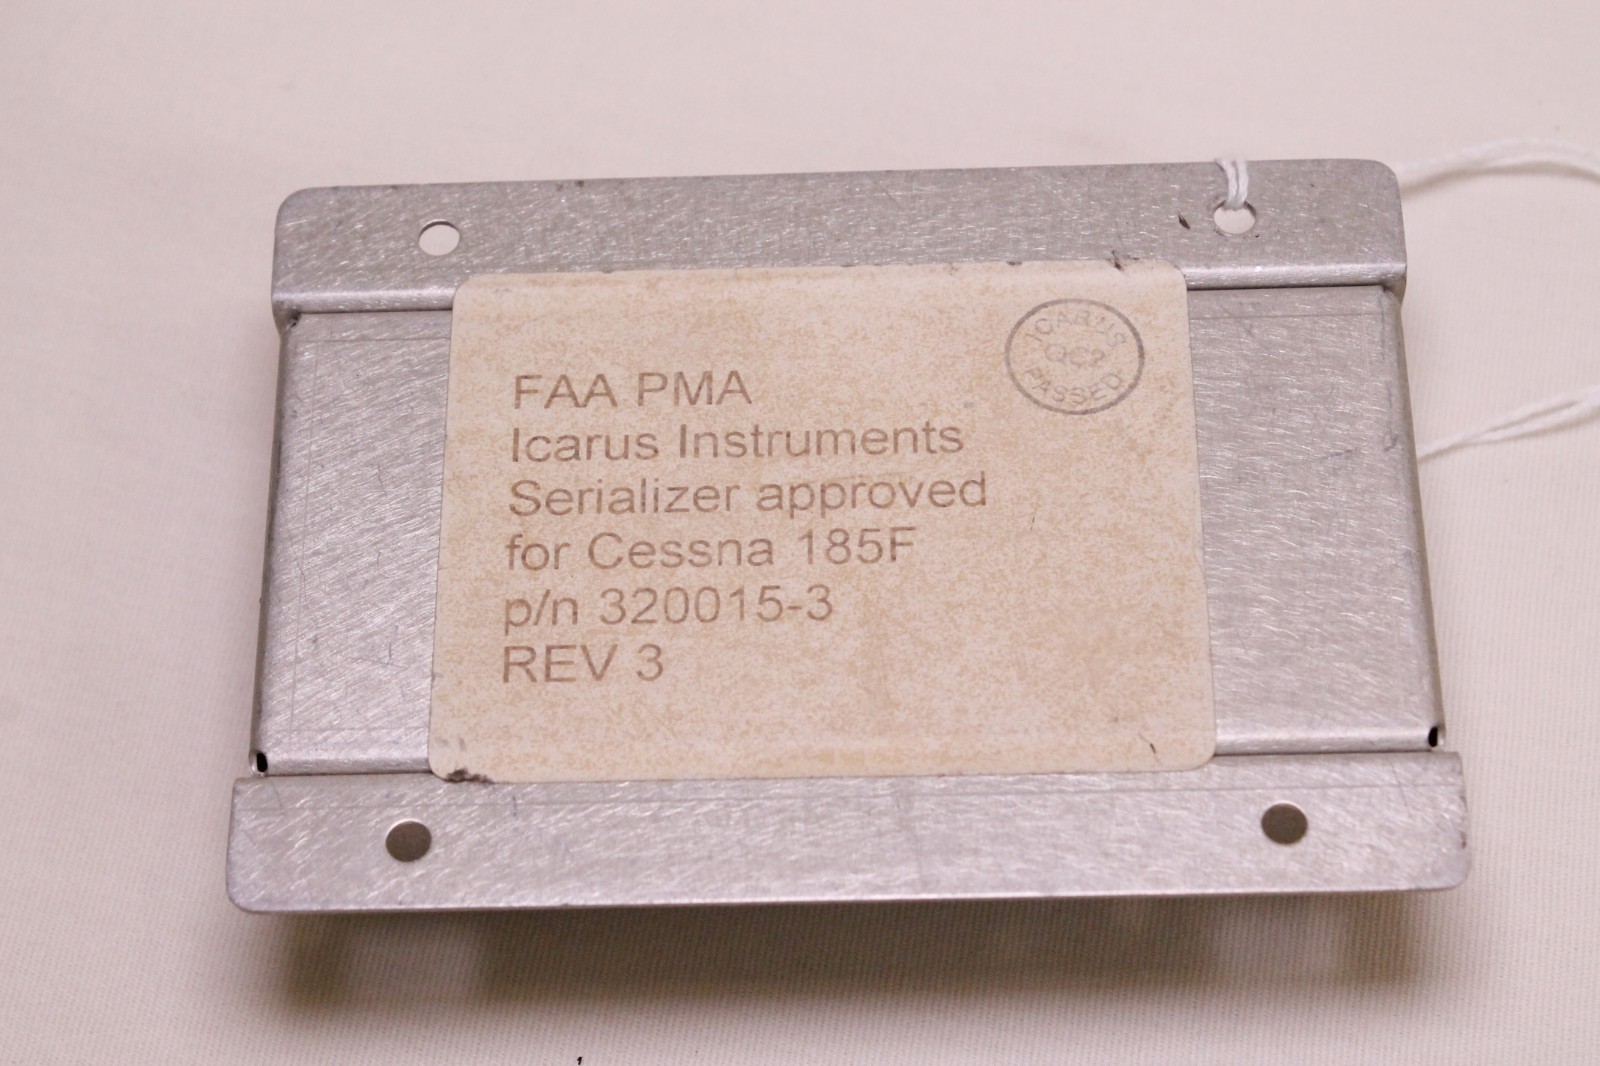 FAA PMA
Icarus Instruments
Serializer approved
for Cessna 185F
p/n 320015-3
REV 3
ICARUS
QC2
PASSED